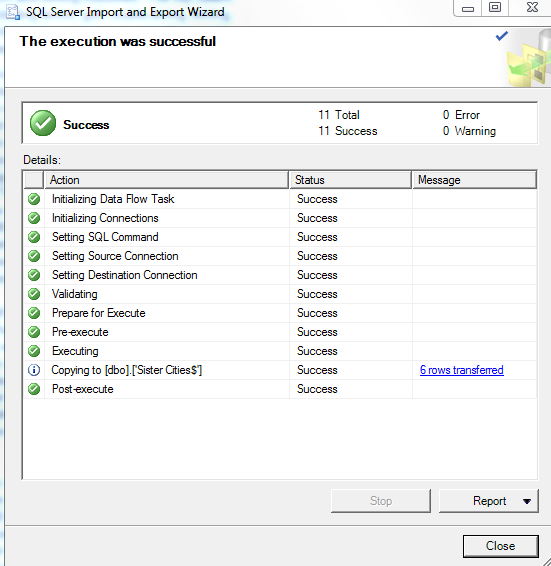 SQL Server Import and Export Wizard
The execution was successful
Success 11 Total 0 Error
11 Success 0 Warning
Details:
Action Status Message
Initializing Data Flow Task Success
Initializing Connections Success
Setting SQL Command Success
Setting Source Connection Success
Setting Destination Connection Success
Validating Success
Prepare for Execute Success
Pre-execute Success
Executing Success
Copying to [dbo].['Sister Cities$'] Success 6 rows transferred
Post-execute Success
Stop Report
Close